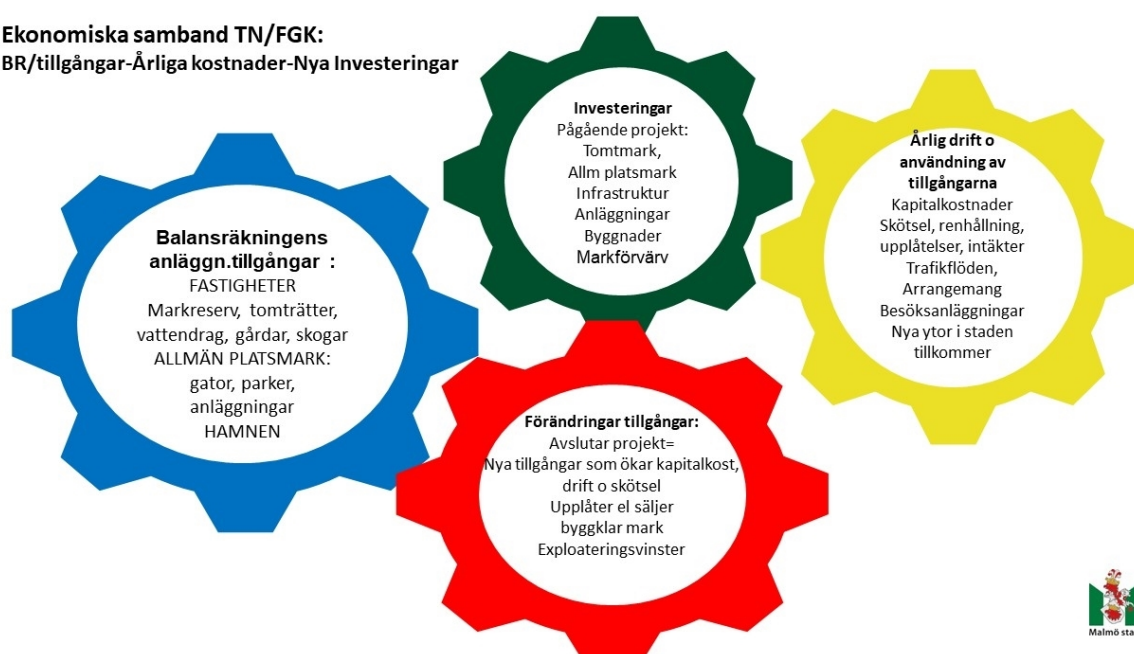 Ekonomiska samband TN/FGK:
BR/tillgångar-Årliga kostnader-Nya Investeringar
Balansräkningens
anläggn.tillgångar :
FASTIGHETER
Markreserv, tomträtter,
vattendrag, gårdar, skogar
ALLMÄN PLATSMARK:
gator, parker,
anläggningar
HAMNEN
Investeringar
Pågående projekt:
Tomtmark,
Allm platsmark
Infrastruktur
Anläggningar
Byggnader
Markförvärv
Förändringar tillgångar:
Avslutar projekt=
Nya tillgångar som ökar kapitalkost,
drift o skötsel
Upplåter el säljer
byggklar mark
Exploateringsvinster
Årlig drift o
användning av
tillgångarna
Kapitalkostnader
Skötsel, renhållning,
upplåtelser, intäkter
Trafikflöden,
Arrangemang
Besöksanläggningar
Nya ytor i staden
tillkommer
Malmö sta